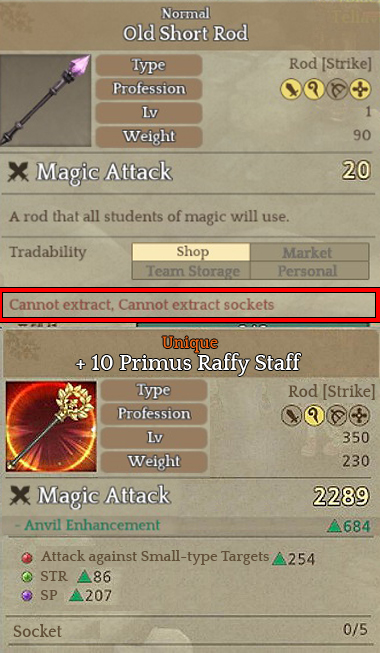 Normal
Old Short Rod
Type Rod [Strike]
Profession
Lv 1
Weight 90
Magic Attack 20
A rod that all students of magic will use.
Tradability Shop Market
Team Storage Personal
Cannot extract, Cannot extract sockets
Unique
+ 10 Primus Raffy Staff
Type Rod [Strike]
Profession
Lv 350
Weight 230
Magic Attack 2289
- Anvil Enhancement ▲684
Attack against Small-type Targets ▲254
STR ▲86
SP ▲207
Socket 0/5